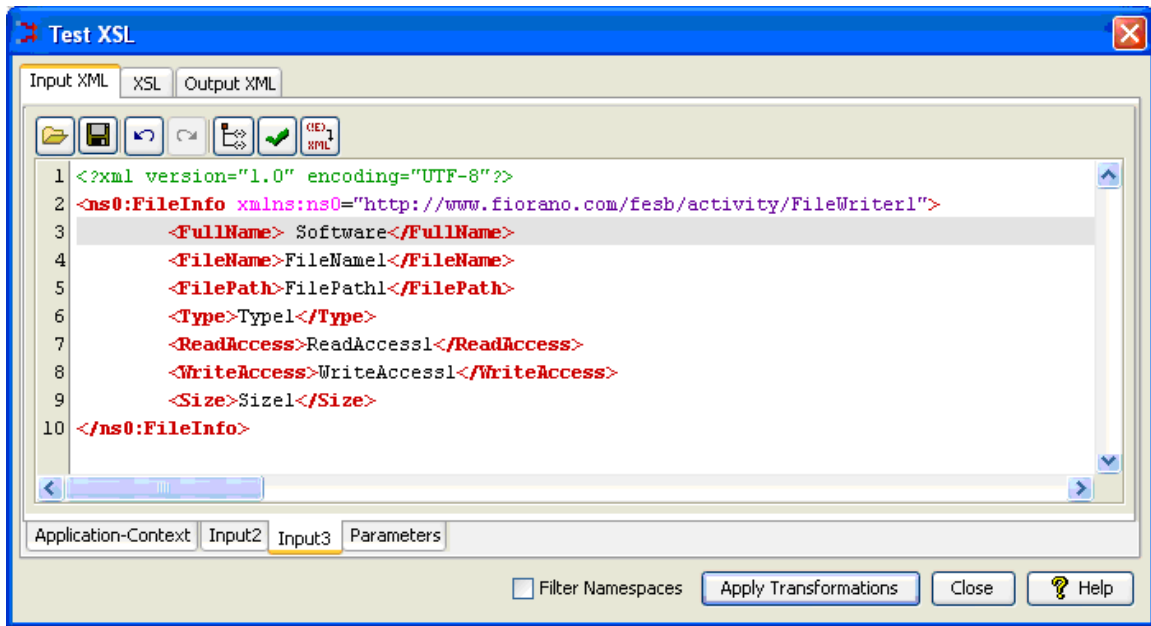 Test XSL
Input XML XSL Output XML
(!E) XML
1 <?xml version="1.0" encoding="UTF-8"?>
2 <ns0:FileInfo xmlns:ns0="http://www.fiorano.com/fesb/activity/FileWriter1">
3 <FullName> Software</FullName>
4 <FileName>FileName1</FileName>
5 <FilePath>FilePath1</FilePath>
6 <Type>Type1</Type>
7 <ReadAccess>ReadAccess1</ReadAccess>
8 <WriteAccess>WriteAccess1</WriteAccess>
9 <Size>Size1</Size>
10 </ns0:FileInfo>
Application-Context Input2 Input3 Parameters
Filter Namespaces Apply Transformations Close Help